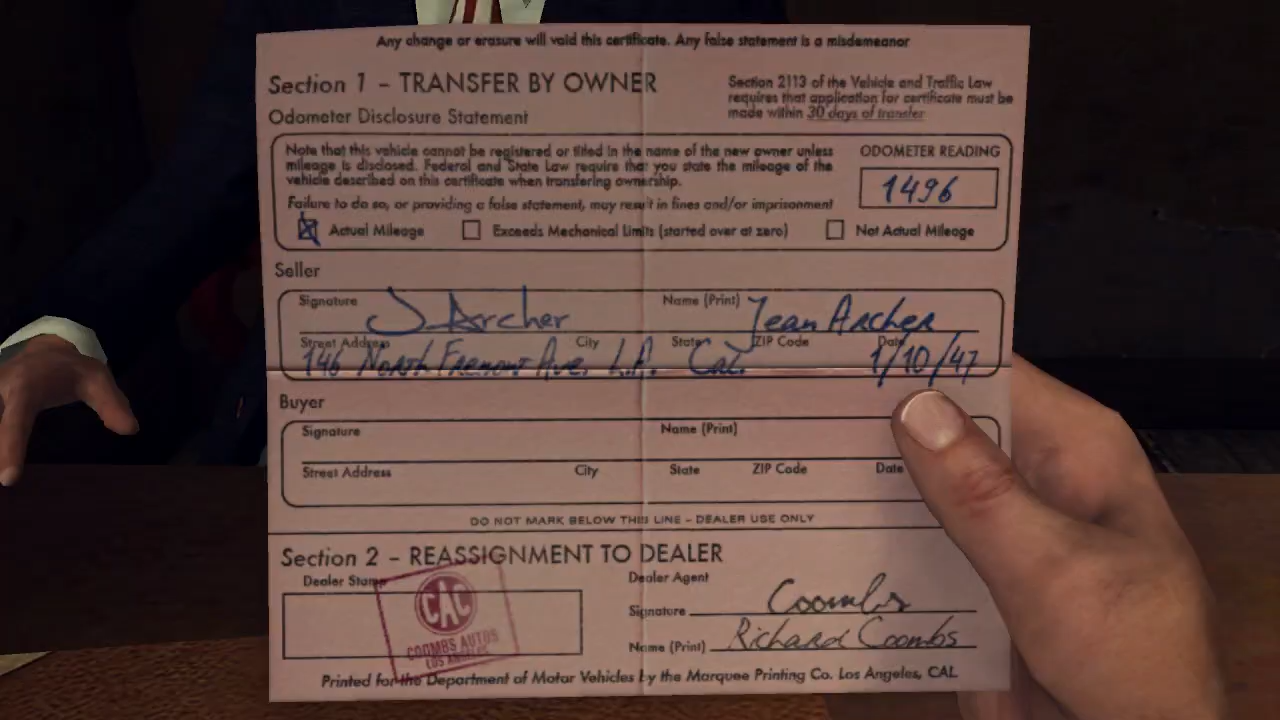 Any change or erasure will void this certificate. Any false statement is a misdemeanor
Section 1 – TRANSFER BY OWNER
Section 2113 of the Vehicle and Traffic Law
requires that application for certificate must be
made within 30 days of transfer
Odometer Disclosure Statement
Note that this vehicle cannot be registered or titled in the name of the new owner unless
mileage is disclosed. Federal and State Law require that you state the mileage of the
vehicle described on this certificate when transfering ownership.
Failure to do so, or providing a false statement, may result in fines and/or imprisonment
ODOMETER READING
1496
Actual Mileage Exceeds Mechanical Limits (started over at zero) Not Actual Mileage
Seller
Signature J Archer Name (Print) Jean Archer
Street Address City State ZIP Code Date
146 North Fremont Ave. L.A. Cal. 1/10/47
Buyer
Signature Name (Print)
Street Address City State ZIP Code Date
DO NOT MARK BELOW THIS LINE – DEALER USE ONLY
Section 2 – REASSIGNMENT TO DEALER
Dealer Stamp
CAC
COOMBS AUTOS
LOS ANGELES
Dealer Agent
Signature Coombs
Name (Print) Richard Coombs
Printed for the Department of Motor Vehicles by the Marquee Printing Co. Los Angeles, CAL